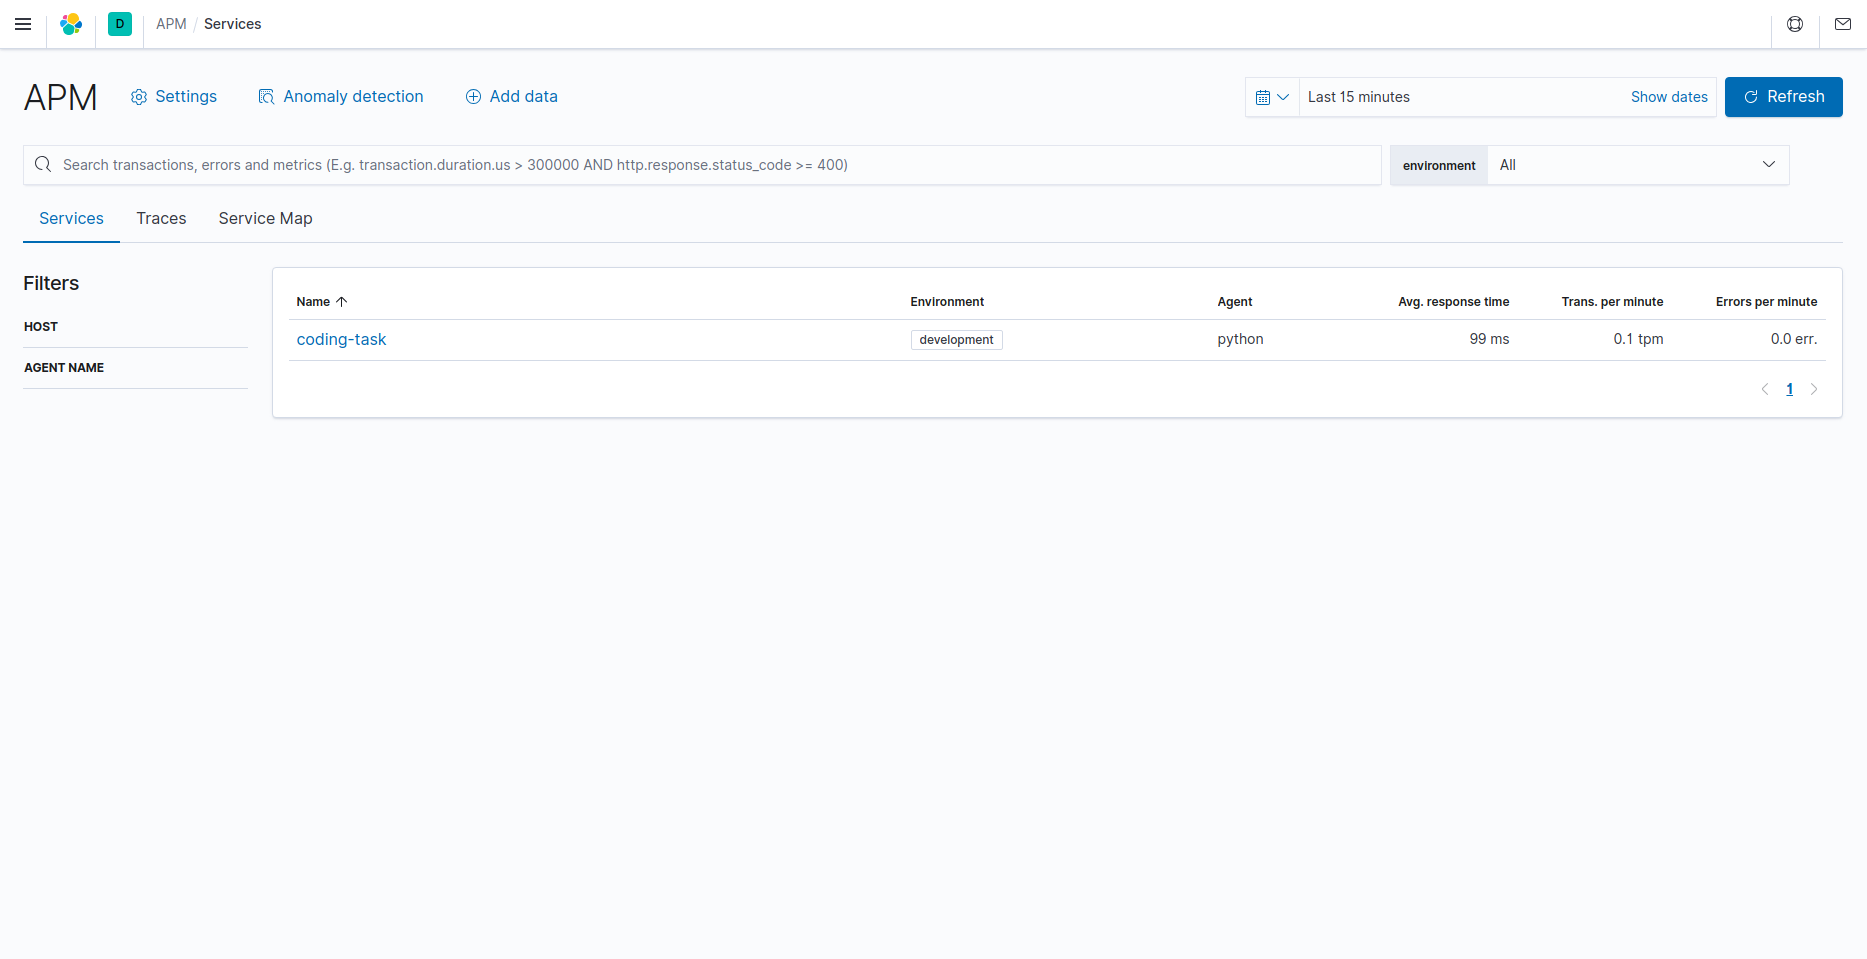 D
APM / Services
APM
Settings
Anomaly detection
Add data
Last 15 minutes
Show dates
Refresh
Search transactions, errors and metrics (E.g. transaction.duration.us > 300000 AND http.response.status_code >= 400)
environment
All
Services
Traces
Service Map
Filters
HOST
AGENT NAME
Name Environment Agent Avg. response time Trans. per minute Errors per minute
coding-task development python 99 ms 0.1 tpm 0.0 err.
1